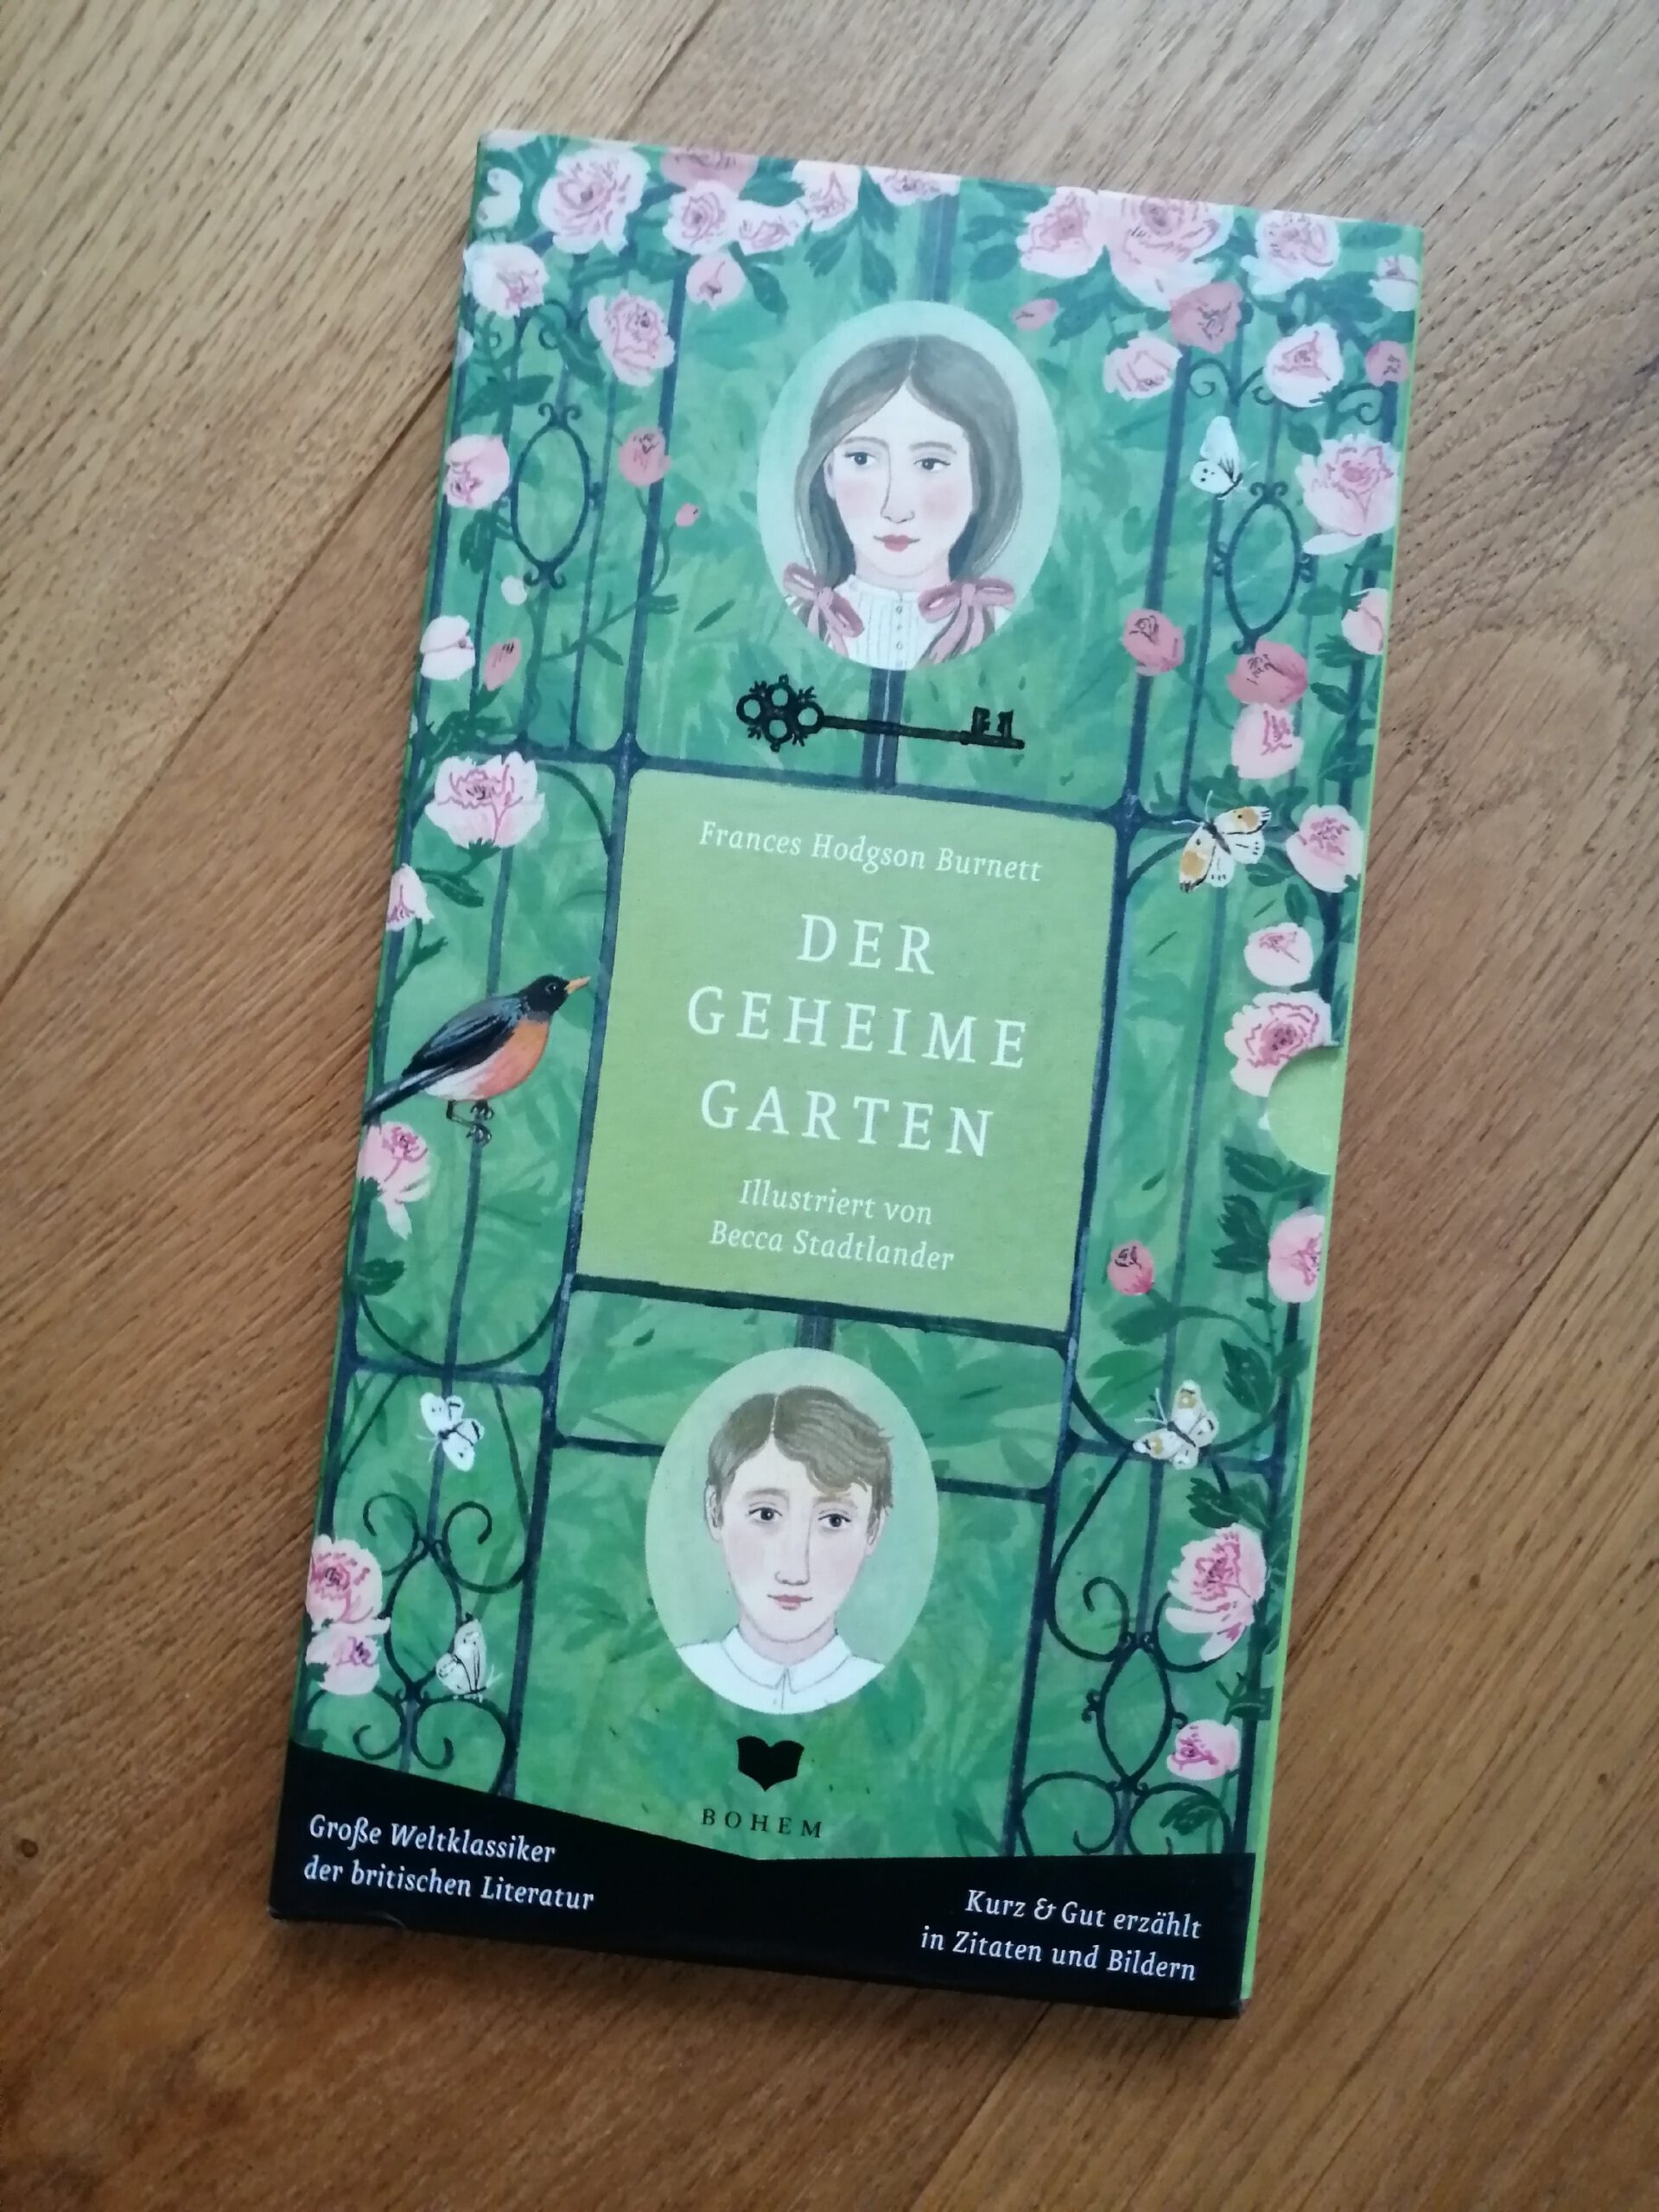 Frances Hodgson Burnett
DER
GEHEIME
GARTEN
Illustriert von
Becca Stadtlander
BOHEM
Große Weltklassiker
der britischen Literatur
Kurz & Gut erzählt
in Zitaten und Bildern